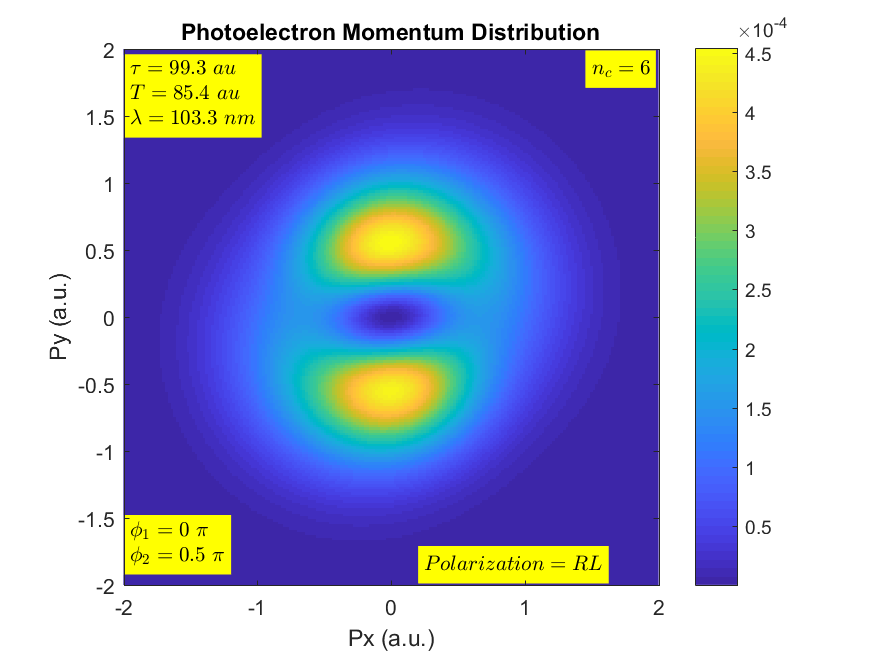 Photoelectron Momentum Distribution
×10⁻⁴
τ = 99.3 au
T = 85.4 au
λ = 103.3 nm
n_c = 6
2
1.5
1
0.5
0
-0.5
-1
-1.5
-2
Py (a.u.)
ϕ₁ = 0 π
ϕ₂ = 0.5 π
Polarization = RL
-2
-1
0
1
2
Px (a.u.)
4.5
4
3.5
3
2.5
2
1.5
1
0.5